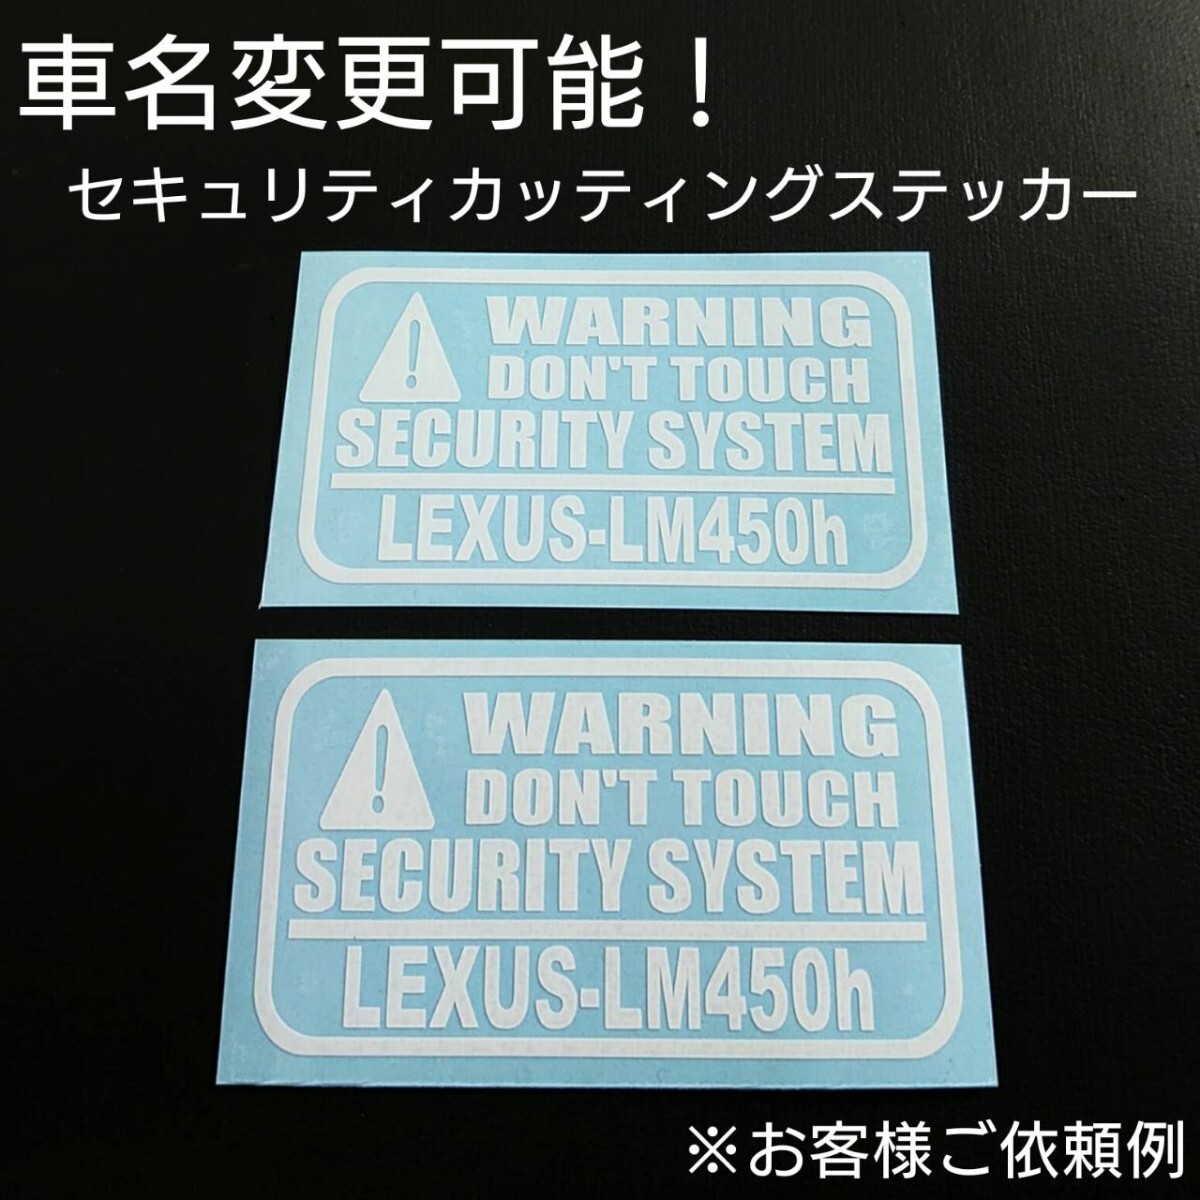 車名変更可能！
セキュリティカッティングステッカー
WARNING
DON'T TOUCH
SECURITY SYSTEM
LEXUS-LM450h
WARNING
DON'T TOUCH
SECURITY SYSTEM
LEXUS-LM450h
※お客様ご依頼例